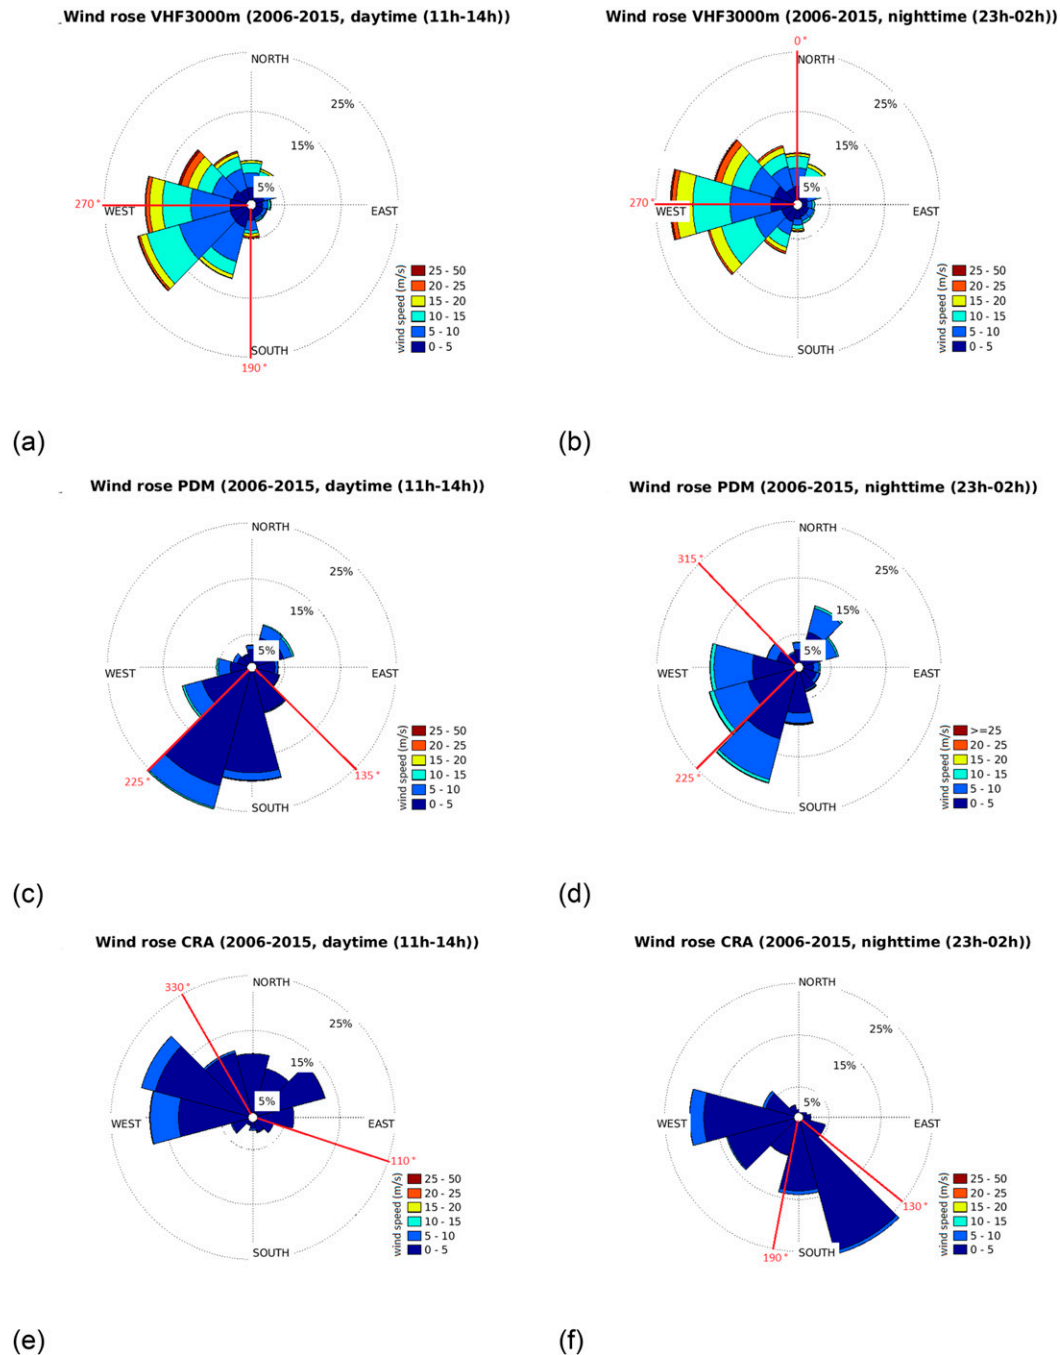 Wind rose VHF3000m (2006-2015, daytime (11h-14h))
NORTH
25%
15%
5%
270°
WEST
EAST
SOUTH
190°
wind speed (m/s)
25 - 50
20 - 25
15 - 20
10 - 15
5 - 10
0 - 5
(a)
Wind rose VHF3000m (2006-2015, nighttime (23h-02h))
0°
NORTH
25%
15%
5%
270°
WEST
EAST
SOUTH
wind speed (m/s)
25 - 50
20 - 25
15 - 20
10 - 15
5 - 10
0 - 5
(b)
Wind rose PDM (2006-2015, daytime (11h-14h))
NORTH
25%
15%
5%
WEST
EAST
225°
135°
SOUTH
wind speed (m/s)
25 - 50
20 - 25
15 - 20
10 - 15
5 - 10
0 - 5
(c)
Wind rose PDM (2006-2015, nighttime (23h-02h))
NORTH
315°
25%
15%
5%
WEST
EAST
225°
SOUTH
wind speed (m/s)
>=25
20 - 25
15 - 20
10 - 15
5 - 10
0 - 5
(d)
Wind rose CRA (2006-2015, daytime (11h-14h))
NORTH
330°
25%
15%
5%
WEST
EAST
110°
SOUTH
wind speed (m/s)
25 - 50
20 - 25
15 - 20
10 - 15
5 - 10
0 - 5
(e)
Wind rose CRA (2006-2015, nighttime (23h-02h))
NORTH
25%
15%
5%
WEST
EAST
130°
190°
SOUTH
wind speed (m/s)
25 - 50
20 - 25
15 - 20
10 - 15
5 - 10
0 - 5
(f)